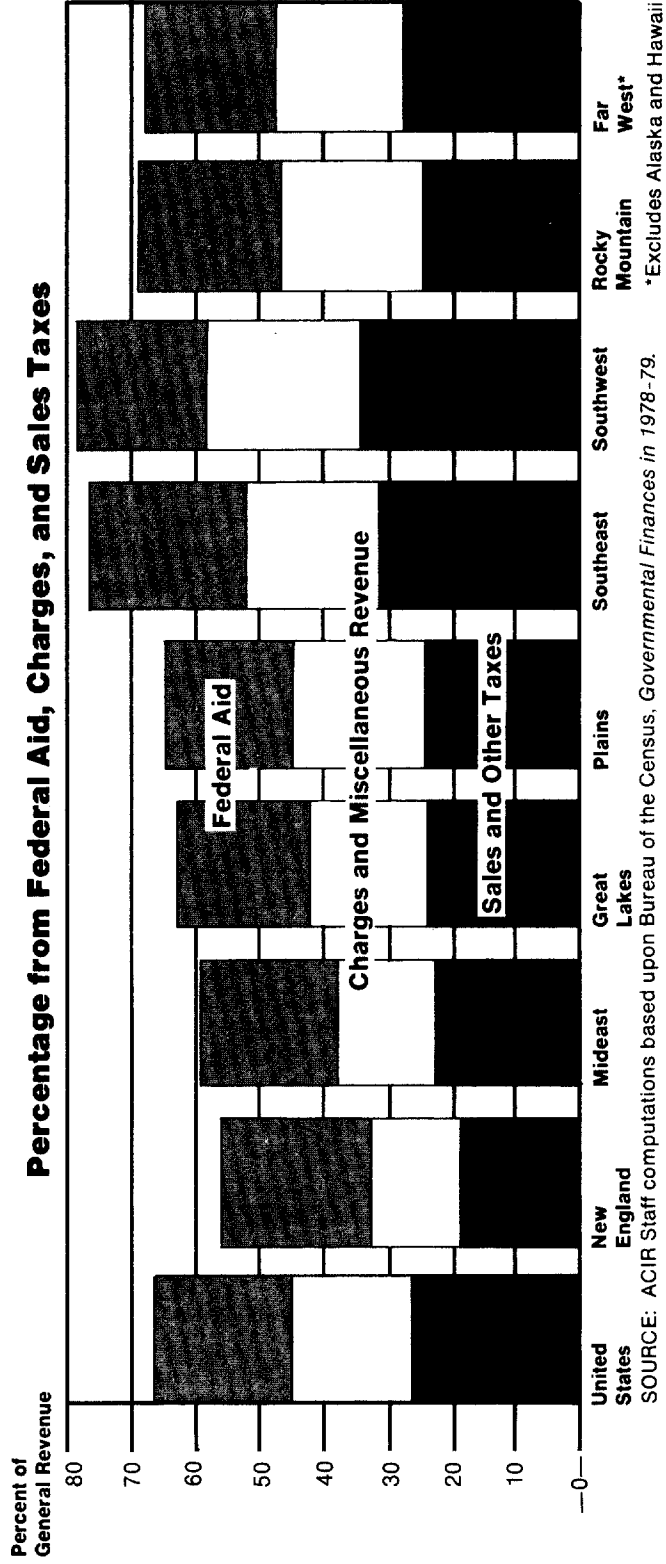 Percentage from Federal Aid, Charges, and Sales Taxes
Percent of
General Revenue
80
70
60
50
40
30
20
10
—0—
Federal Aid
Charges and Miscellaneous Revenue
Sales and Other Taxes
United
States
New
England
Mideast
Great
Lakes
Plains
Southeast
Southwest
Rocky
Mountain
Far
West*
SOURCE: ACIR Staff computations based upon Bureau of the Census, Governmental Finances in 1978-79.
*Excludes Alaska and Hawaii